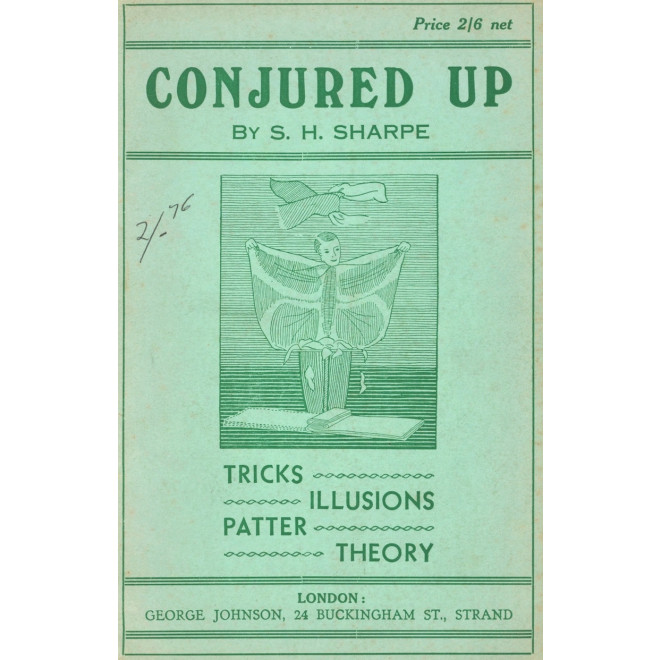 Price 2/6 net
CONJURED UP
BY S. H. SHARPE
2/- 76
TRICKS
ILLUSIONS
PATTER
THEORY
LONDON:
GEORGE JOHNSON, 24 BUCKINGHAM ST., STRAND